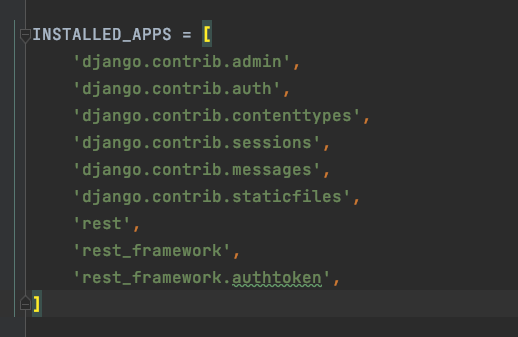 INSTALLED_APPS = [
    'django.contrib.admin',
    'django.contrib.auth',
    'django.contrib.contenttypes',
    'django.contrib.sessions',
    'django.contrib.messages',
    'django.contrib.staticfiles',
    'rest',
    'rest_framework',
    'rest_framework.authtoken',
]